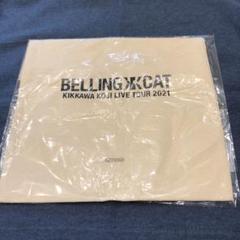 BELLING CAT
KIKKAWA KOJI LIVE TOUR 2021